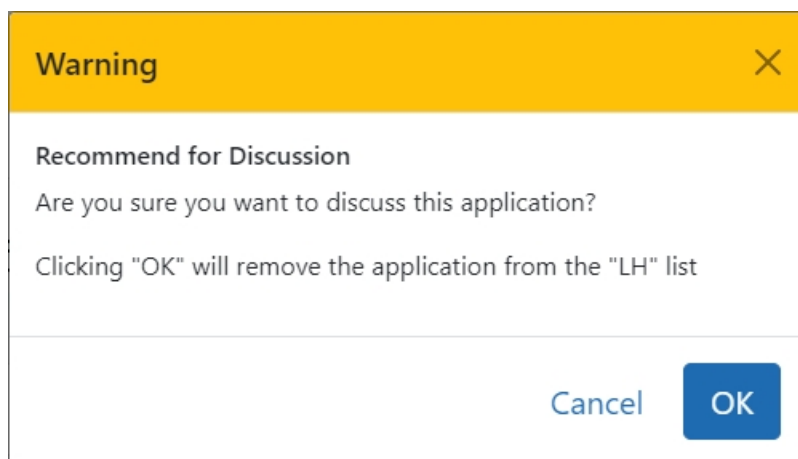 Warning
Recommend for Discussion
Are you sure you want to discuss this application?
Clicking "OK" will remove the application from the "LH" list
Cancel
OK